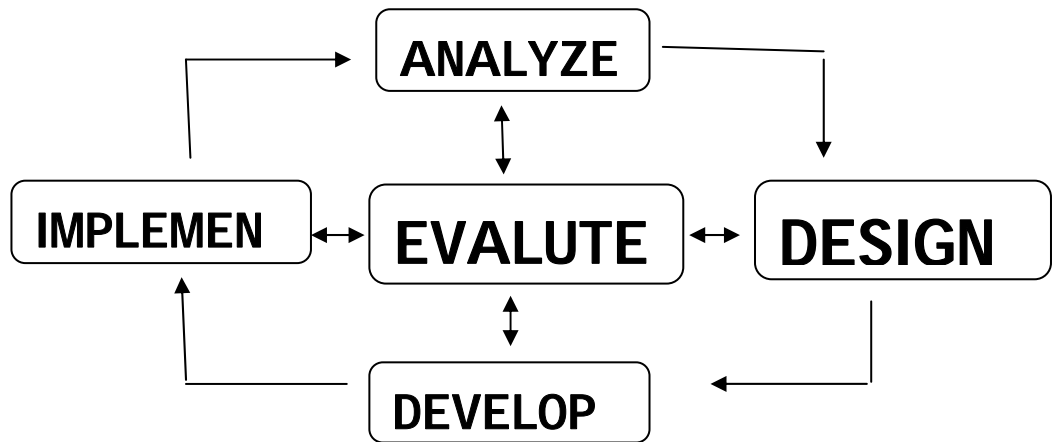 ANALYZE
IMPLEMEN
EVALUTE
DESIGN
DEVELOP